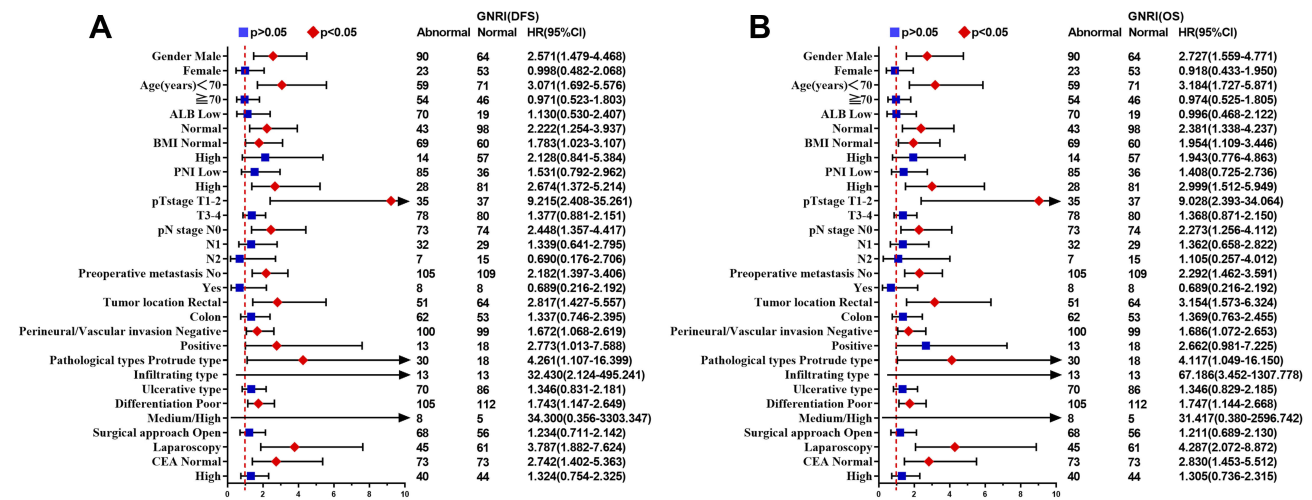 A
GNRI(DFS)
p>0.05 p<0.05 Abnormal Normal HR(95%CI)
Gender Male 90 64 2.571(1.479-4.468)
Female 23 53 0.998(0.482-2.068)
Age(years)<70 59 71 3.071(1.692-5.576)
≧70 54 46 0.971(0.523-1.803)
ALB Low 70 19 1.130(0.530-2.407)
Normal 43 98 2.222(1.254-3.937)
BMI Normal 69 60 1.783(1.023-3.107)
High 14 57 2.128(0.841-5.384)
PNI Low 85 36 1.531(0.792-2.962)
High 28 81 2.674(1.372-5.214)
pTstage T1-2 35 37 9.215(2.408-35.261)
T3-4 78 80 1.377(0.881-2.151)
pN stage N0 73 74 2.448(1.357-4.417)
N1 32 29 1.339(0.641-2.795)
N2 7 15 0.690(0.176-2.706)
Preoperative metastasis No 105 109 2.182(1.397-3.406)
Yes 8 8 0.689(0.216-2.192)
Tumor location Rectal 51 64 2.817(1.427-5.557)
Colon 62 53 1.337(0.746-2.395)
Perineural/Vascular invasion Negative 100 99 1.672(1.068-2.619)
Positive 13 18 2.773(1.013-7.588)
Pathological types Protrude type 30 18 4.261(1.107-16.399)
Infiltrating type 13 13 32.430(2.124-495.241)
Ulcerative type 70 86 1.346(0.831-2.181)
Differentiation Poor 105 112 1.743(1.147-2.649)
Medium/High 8 5 34.300(0.356-3303.347)
Surgical approach Open 68 56 1.234(0.711-2.142)
Laparoscopy 45 61 3.787(1.882-7.624)
CEA Normal 73 73 2.742(1.402-5.363)
High 40 44 1.324(0.754-2.325)
0 2 4 6 8 10
B
GNRI(OS)
p>0.05 p<0.05 Abnormal Normal HR(95%CI)
Gender Male 90 64 2.727(1.559-4.771)
Female 23 53 0.918(0.433-1.950)
Age(years)<70 59 71 3.184(1.727-5.871)
≧70 54 46 0.974(0.525-1.805)
ALB Low 70 19 0.996(0.468-2.122)
Normal 43 98 2.381(1.338-4.237)
BMI Normal 69 60 1.954(1.109-3.446)
High 14 57 1.943(0.776-4.863)
PNI Low 85 36 1.408(0.725-2.736)
High 28 81 2.999(1.512-5.949)
pTstage T1-2 35 37 9.028(2.393-34.064)
T3-4 78 80 1.368(0.871-2.150)
pN stage N0 73 74 2.273(1.256-4.112)
N1 32 29 1.362(0.658-2.822)
N2 7 15 1.105(0.257-4.012)
Preoperative metastasis No 105 109 2.292(1.462-3.591)
Yes 8 8 0.689(0.216-2.192)
Tumor location Rectal 51 64 3.154(1.573-6.324)
Colon 62 53 1.369(0.763-2.455)
Perineural/Vascular invasion Negative 100 99 1.686(1.072-2.653)
Positive 13 18 2.662(0.981-7.225)
Pathological types Protrude type 30 18 4.117(1.049-16.150)
Infiltrating type 13 13 67.186(3.452-1307.778)
Ulcerative type 70 86 1.346(0.829-2.185)
Differentiation Poor 105 112 1.747(1.144-2.668)
Medium/High 8 5 31.417(0.380-2596.742)
Surgical approach Open 68 56 1.211(0.689-2.130)
Laparoscopy 45 61 4.287(2.072-8.872)
CEA Normal 73 73 2.830(1.453-5.512)
High 40 44 1.305(0.736-2.315)
0 2 4 6 8 10